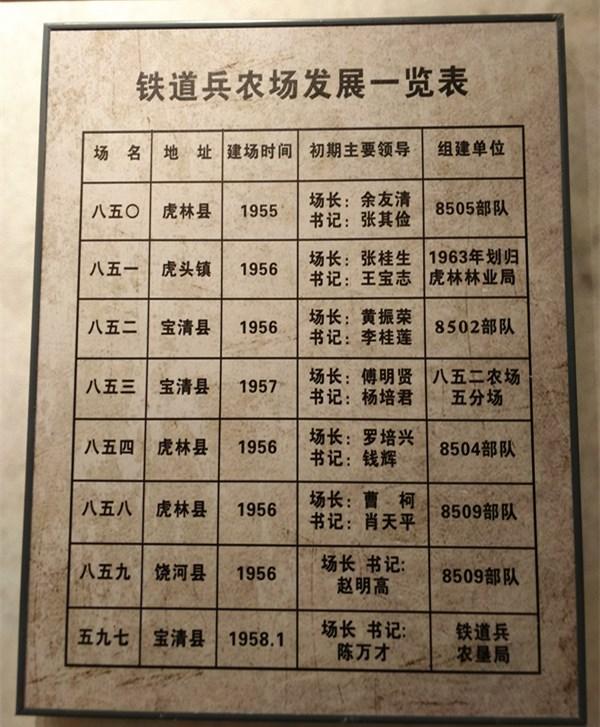 铁道兵农场发展一览表
场 名 地 址 建场时间 初期主要领导 组建单位
八五〇 虎林县 1955 场长：余友清 8505部队
书记：张其俭
八五一 虎头镇 1956 场长：张桂生 1963年划归
书记：王宝志 虎林林业局
八五二 宝清县 1956 场长：黄振荣 8502部队
书记：李桂莲
八五三 宝清县 1957 场长：傅明贤 八五二农场
书记：杨培君 五分场
八五四 虎林县 1956 场长：罗培兴 8504部队
书记：钱辉
八五八 虎林县 1956 场长：曹 柯 8509部队
书记：肖天平
八五九 饶河县 1956 场长 书记: 8509部队
赵明高
五九七 宝清县 1958.1 场长 书记: 铁道兵
陈万才 农垦局